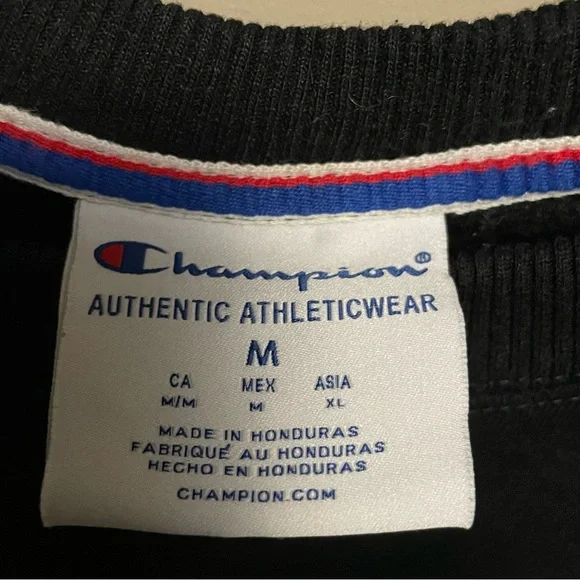 Champion®
AUTHENTIC ATHLETICWEAR
M
CA MEX ASIA
M/M M XL
MADE IN HONDURAS
FABRIQUÉ AU HONDURAS
HECHO EN HONDURAS
CHAMPION.COM